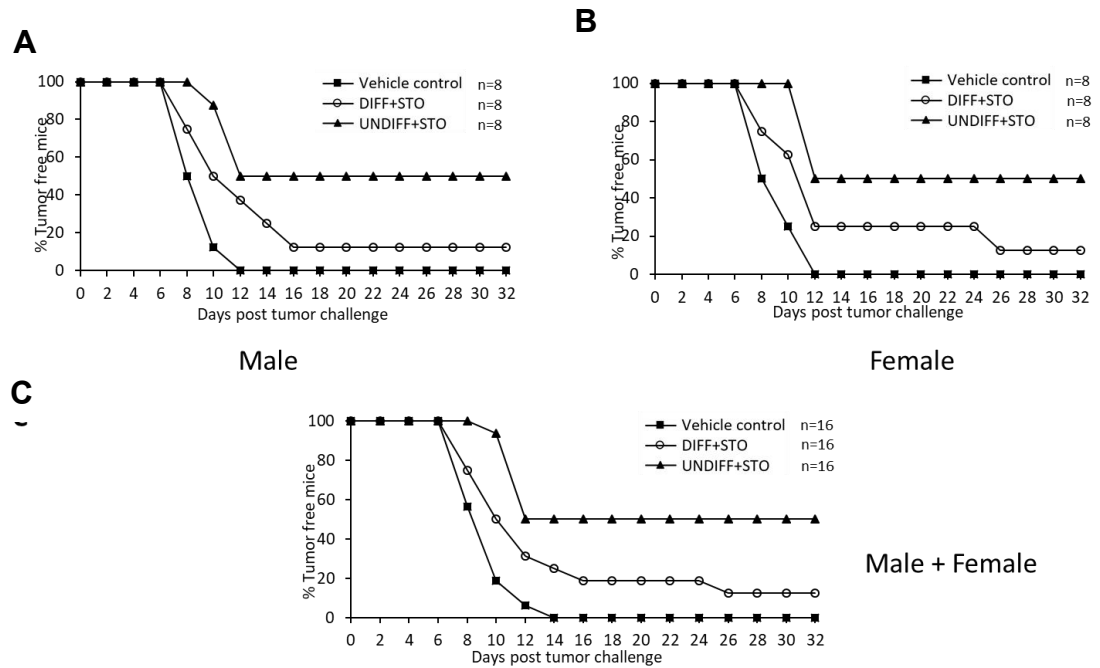 A
% Tumor free mice
100
80
60
40
20
0
0 2 4 6 8 10 12 14 16 18 20 22 24 26 28 30 32
Days post tumor challenge
Vehicle control n=8
DIFF+STO n=8
UNDIFF+STO n=8
Male
B
% Tumor free mice
100
80
60
40
20
0
0 2 4 6 8 10 12 14 16 18 20 22 24 26 28 30 32
Days post tumor challenge
Vehicle control n=8
DIFF+STO n=8
UNDIFF+STO n=8
Female
C
% Tumor free mice
100
80
60
40
20
0
0 2 4 6 8 10 12 14 16 18 20 22 24 26 28 30 32
Days post tumor challenge
Vehicle control n=16
DIFF+STO n=16
UNDIFF+STO n=16
Male + Female